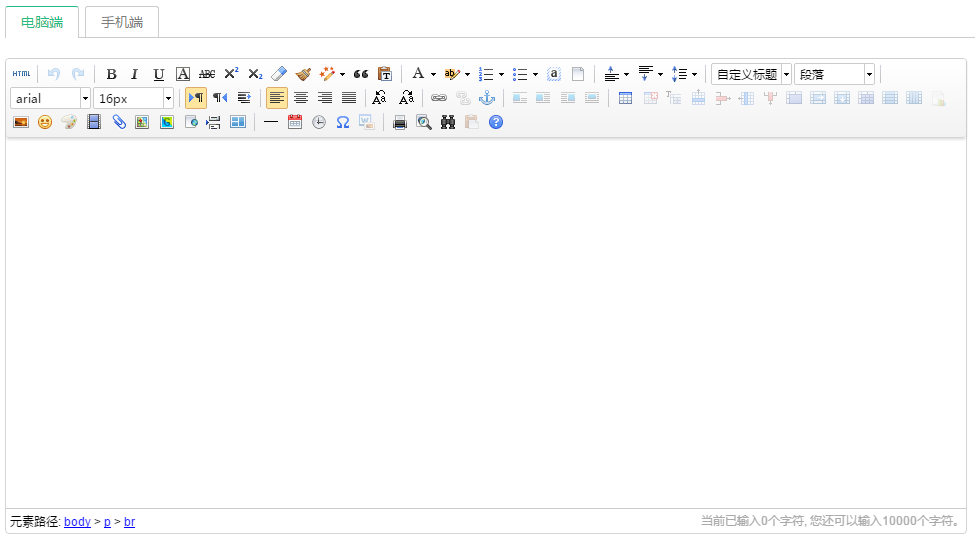 电脑端 手机端
HTML B I U A ABC X² X₂ A ab a 自定义标题 段落
arial 16px
元素路径: body > p > br 当前已输入0个字符, 您还可以输入10000个字符。